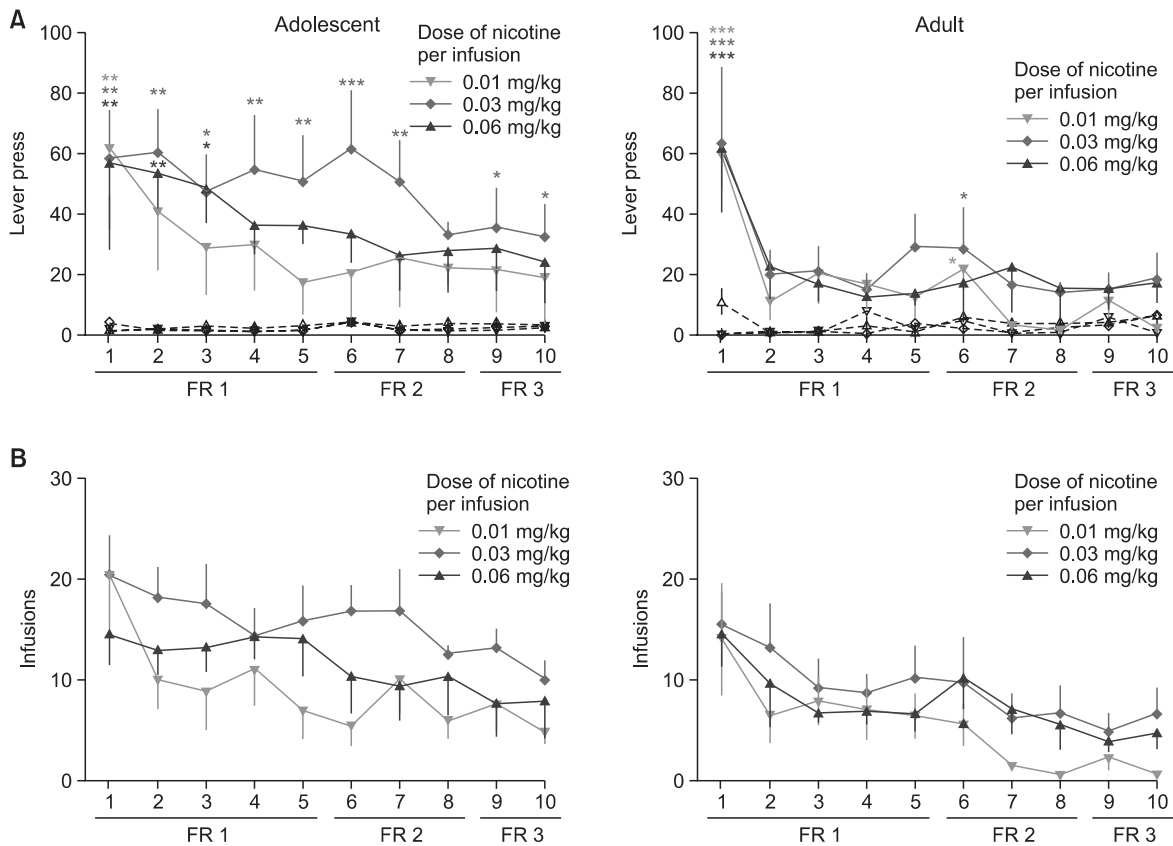 A
Adolescent
Dose of nicotine
per infusion
0.01 mg/kg
0.03 mg/kg
0.06 mg/kg
Lever press
100
80
60
40
20
0
**
**
**
**
**
*
*
**
**
***
**
*
*
1 2 3 4 5 6 7 8 9 10
FR 1 FR 2 FR 3
Adult
Dose of nicotine
per infusion
0.01 mg/kg
0.03 mg/kg
0.06 mg/kg
Lever press
100
80
60
40
20
0
***
***
***
*
*
1 2 3 4 5 6 7 8 9 10
FR 1 FR 2 FR 3
B
Dose of nicotine
per infusion
0.01 mg/kg
0.03 mg/kg
0.06 mg/kg
Infusions
30
20
10
0
1 2 3 4 5 6 7 8 9 10
FR 1 FR 2 FR 3
Dose of nicotine
per infusion
0.01 mg/kg
0.03 mg/kg
0.06 mg/kg
Infusions
30
20
10
0
1 2 3 4 5 6 7 8 9 10
FR 1 FR 2 FR 3